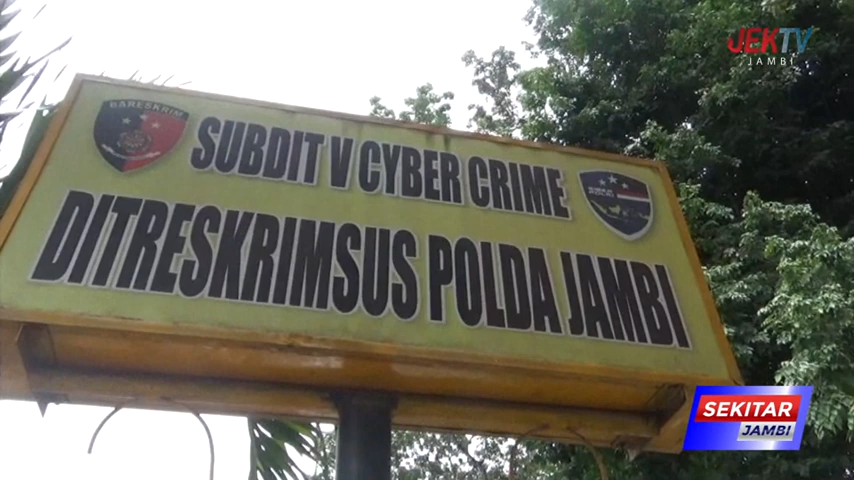 JEKTV
JAMBI
BARESKRIM
SUBDIT V CYBER CRIME
DITRESKRIMSUS POLDA JAMBI
SEKITAR
JAMBI